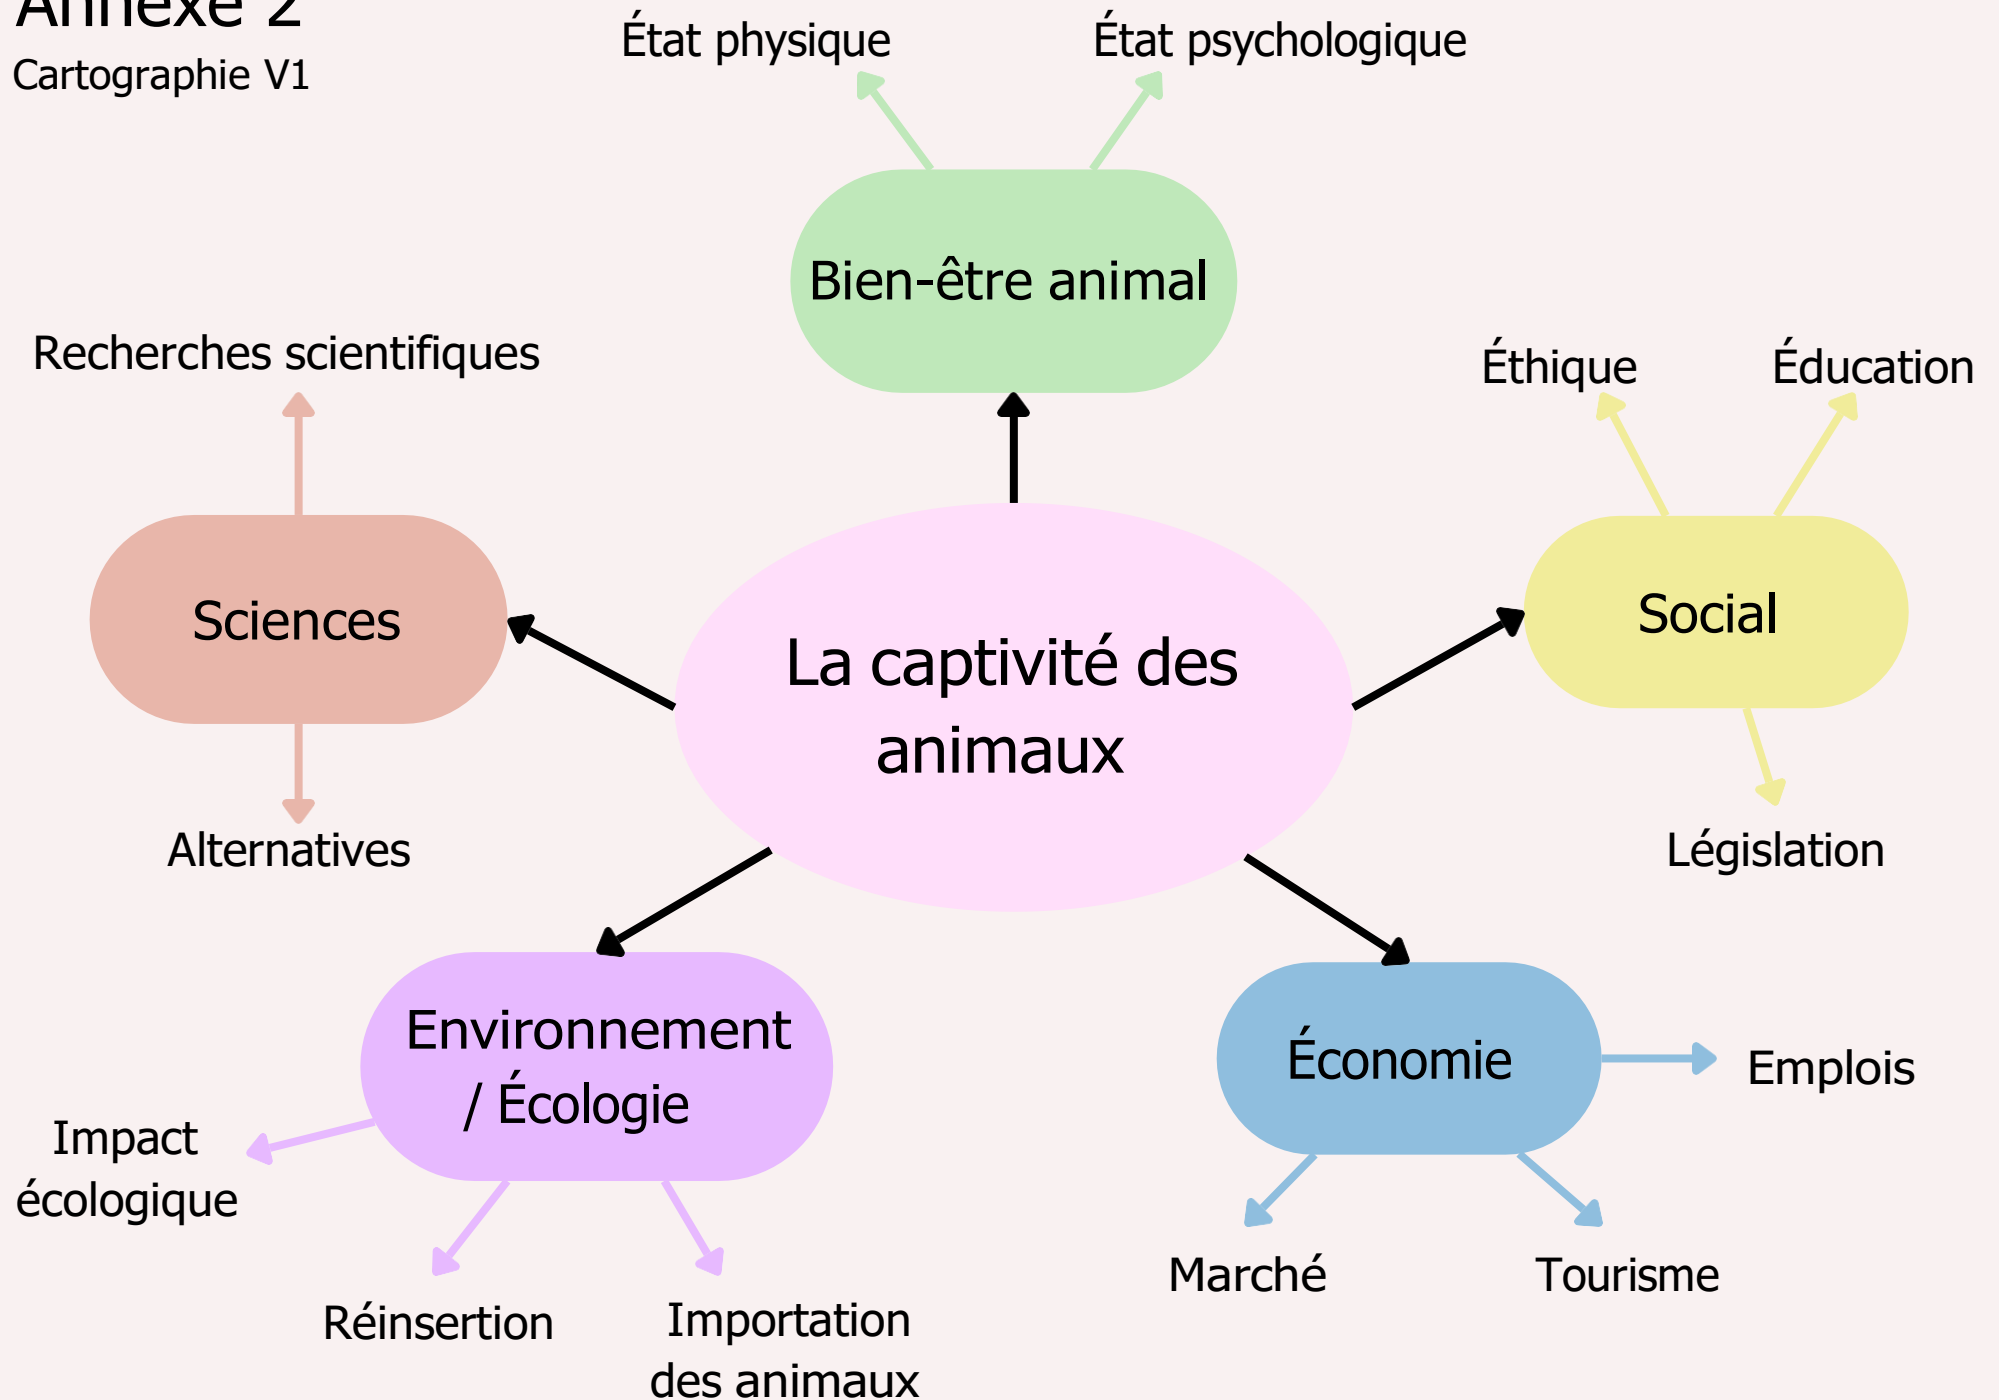 Annexe 2
Cartographie V1
État physique
État psychologique
Bien-être animal
Recherches scientifiques
Éthique
Éducation
Sciences
Social
La captivité des
animaux
Alternatives
Législation
Environnement
/ Écologie
Économie
Emplois
Impact
écologique
Marché
Tourisme
Réinsertion
Importation
des animaux